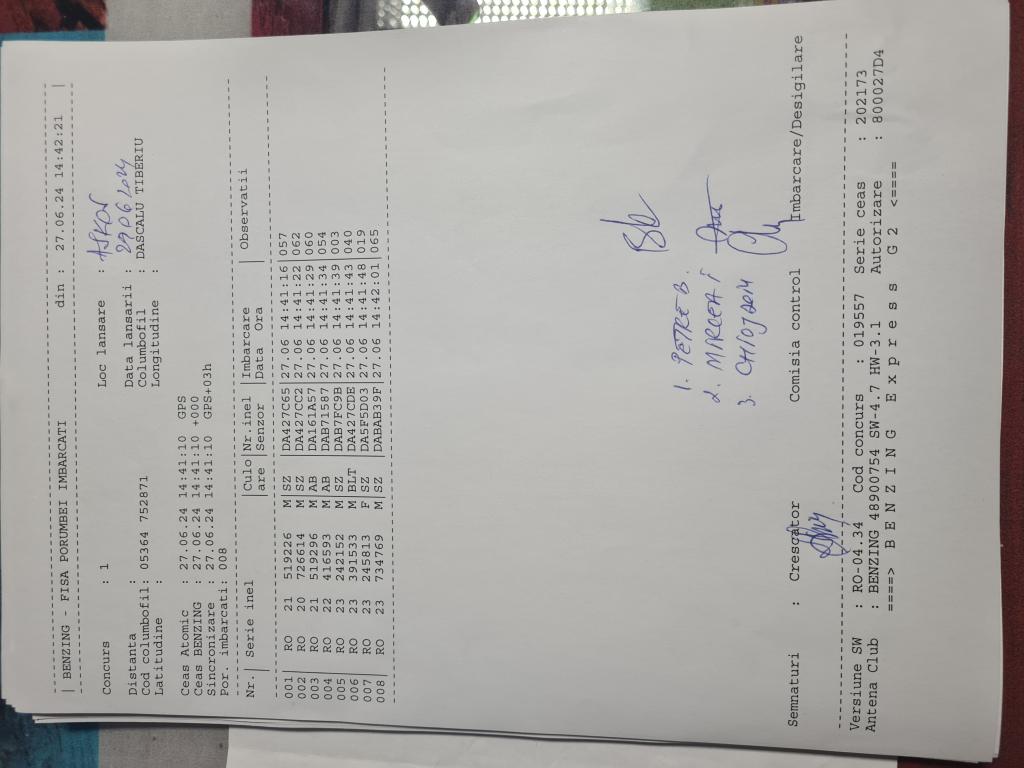 | BENZING - FISA PORUMBEI IMBARCATI din : 27.06.24 14:42:21 |
Concurs : 1 Loc lansare :
Distanta : Data lansarii : 27 06 2024
Cod columbofil: 05364 752871 Columbofil : DASCALU TIBERIU
Latitudine : Longitudine :
Ceas Atomic : 27.06.24 14:41:10 GPS
Ceas BENZING : 27.06.24 14:41:10 +000
Sincronizare : 27.06.24 14:41:10 GPS+03h
Por. imbarcati: 008
Nr.| Serie inel |Culo|Nr.inel |Imbarcare | Observatii
|are |Senzor |Data Ora |
001 | RO 21 519226 M|SZ |DA427C65|27.06 14:41:16|057
002 | RO 20 726614 M|SZ |DA427CC2|27.06 14:41:22|062
003 | RO 21 519296 M|AB |DA161A57|27.06 14:41:29|060
004 | RO 22 416593 M|AB |DAB71587|27.06 14:41:34|054
005 | RO 23 242152 M|SZ |DAB7FC9B|27.06 14:41:39|003
006 | RO 23 391533 M|BLT |DA427CDE|27.06 14:41:43|040
007 | RO 23 245813 F|SZ |DA5F5D03|27.06 14:41:48|019
008 | RO 23 734769 M|SZ |DABAB39F|27.06 14:42:01|065
1. PETRE B.
2. MIRCEA I
3.
Semnaturi : Crescator Comisia control Imbarcare/Desigilare
Versiune SW : RO-04.34 Cod concurs : 019557 Serie ceas : 202173
Antena Club : BENZING 48900754 SW-4.7 HW-3.1 Autorizare : 800027D4
====> B E N Z I N G E x p r e s s G 2 <====